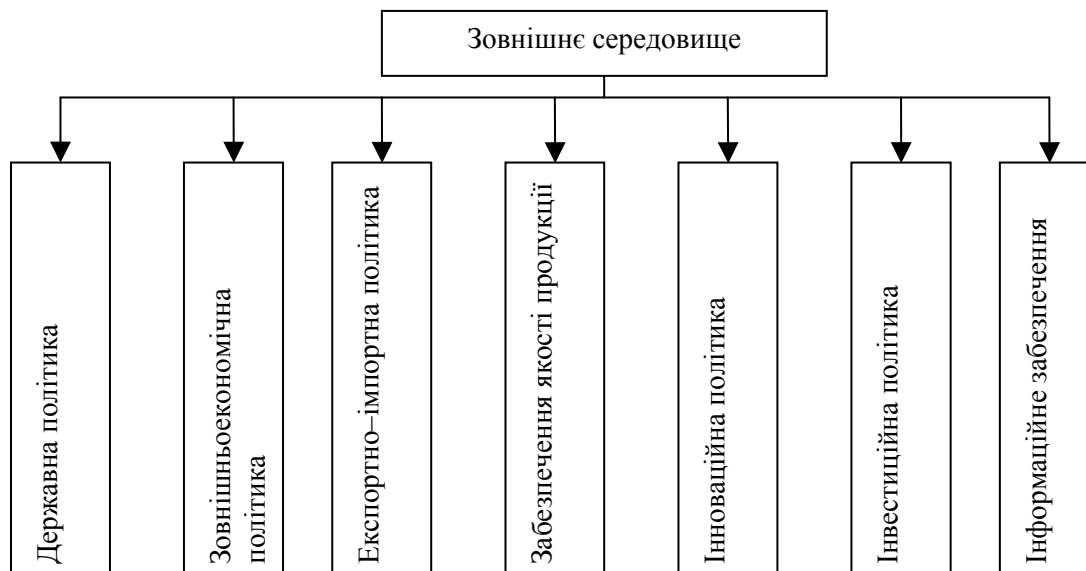 Зовнішнє середовище
Державна політика
Зовнішньоекономічна
політика
Експортно–імпортна політика
Забезпечення якості продукції
Інноваційна політика
Інвестиційна політика
Інформаційне забезпечення